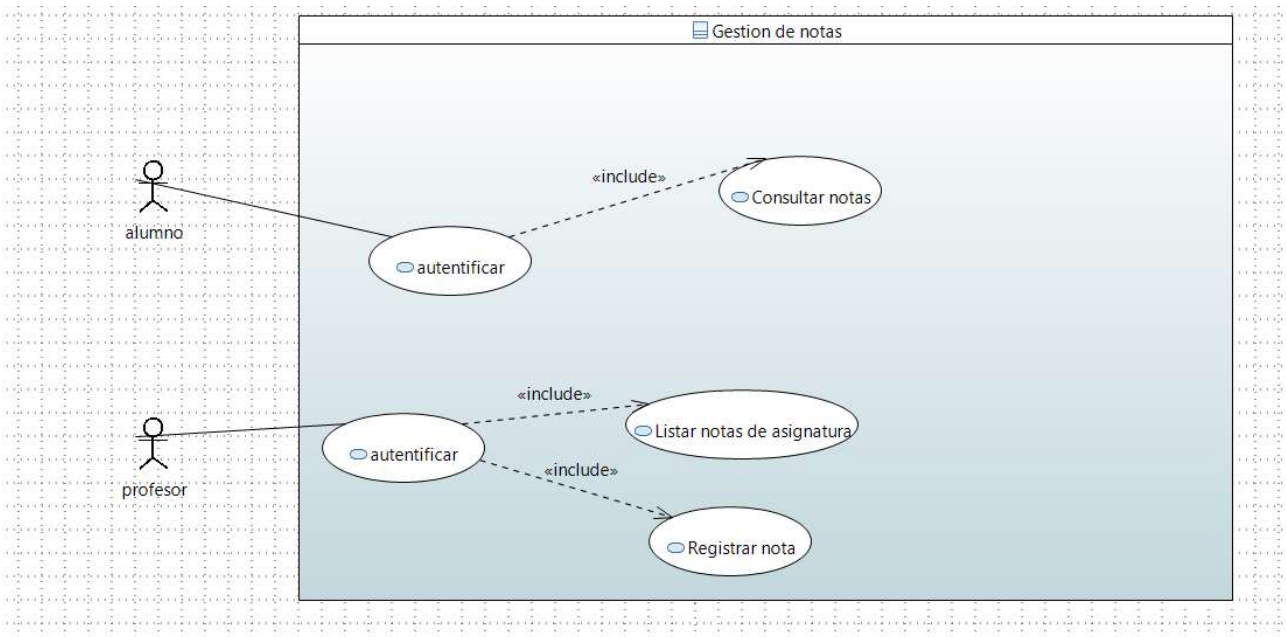 Gestion de notas
«include»
Consultar notas
alumno
autentificar
«include»
Listar notas de asignatura
autentificar
«include»
profesor
Registrar nota